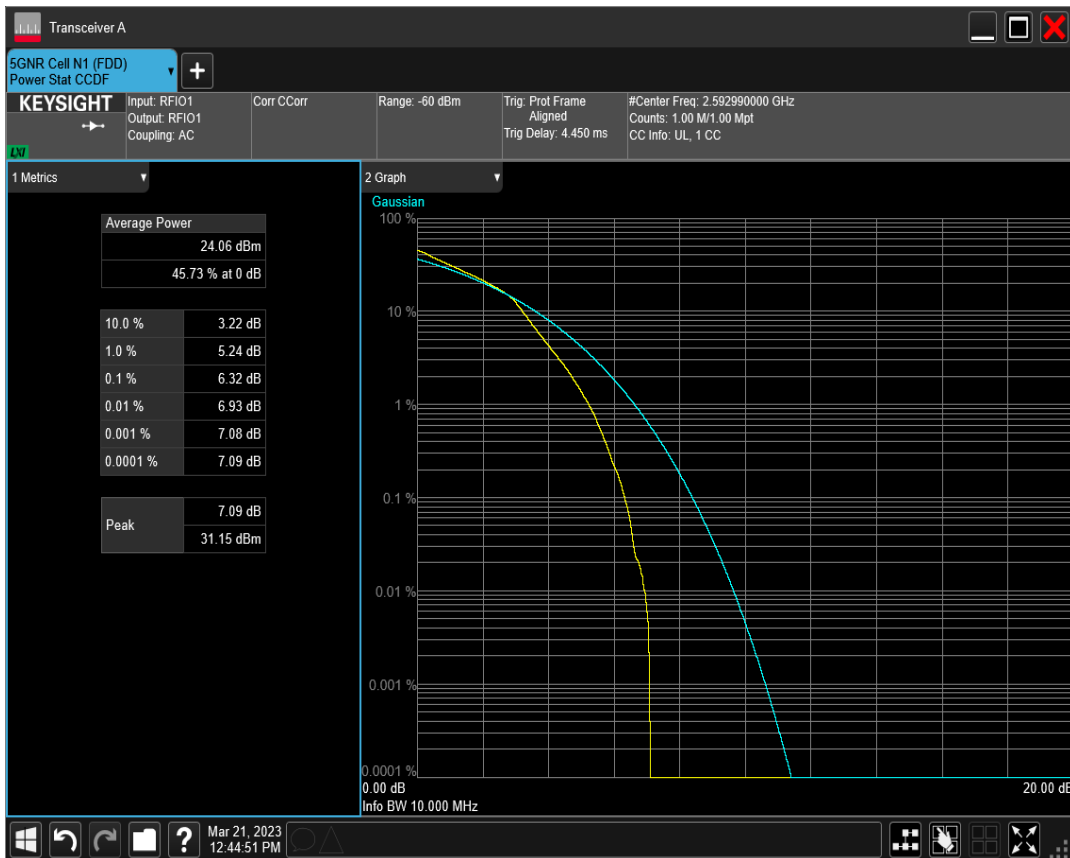 Transceiver A
5GNR Cell N1 (FDD)
Power Stat CCDF
KEYSIGHT
LXI
Input: RFIO1
Output: RFIO1
Coupling: AC
Corr CCorr
Range: -60 dBm
Trig: Prot Frame
Aligned
Trig Delay: 4.450 ms
#Center Freq: 2.592990000 GHz
Counts: 1.00 M/1.00 Mpt
CC Info: UL, 1 CC
1 Metrics
Average Power
24.06 dBm
45.73 % at 0 dB
10.0 % 3.22 dB
1.0 % 5.24 dB
0.1 % 6.32 dB
0.01 % 6.93 dB
0.001 % 7.08 dB
0.0001 % 7.09 dB
Peak
7.09 dB
31.15 dBm
2 Graph
Gaussian
100 %
10 %
1 %
0.1 %
0.01 %
0.001 %
0.0001 %
0.00 dB 20.00 dB
Info BW 10.000 MHz
?
Mar 21, 2023
12:44:51 PM